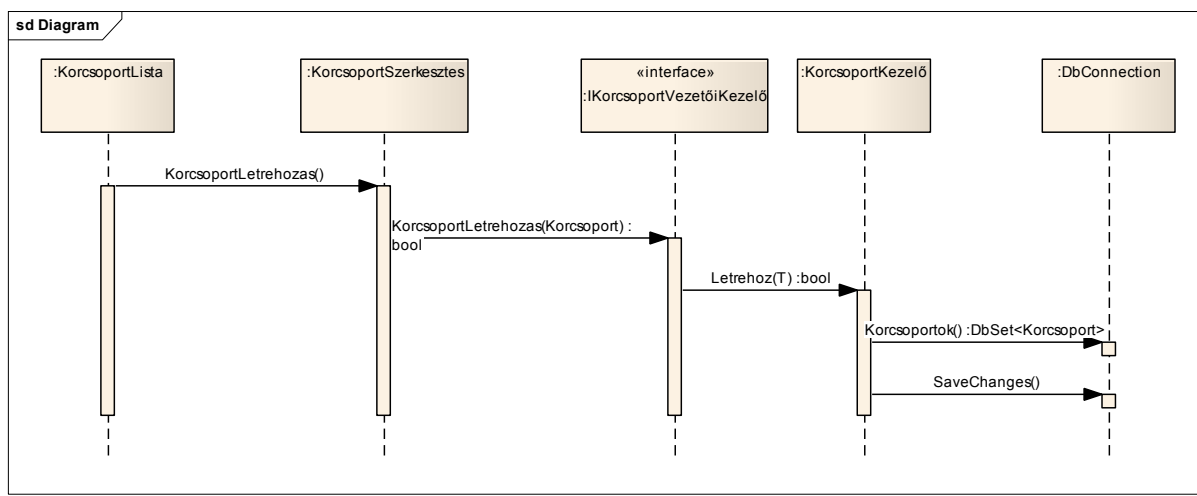 sd Diagram
:KorcsoportLista
:KorcsoportSzerkesztes
«interface»
:IKorcsoportVezetőiKezelő
:KorcsoportKezelő
:DbConnection
KorcsoportLetrehozas()
KorcsoportLetrehozas(Korcsoport) :
bool
Letrehoz(T) :bool
Korcsoportok() :DbSet<Korcsoport>
SaveChanges()